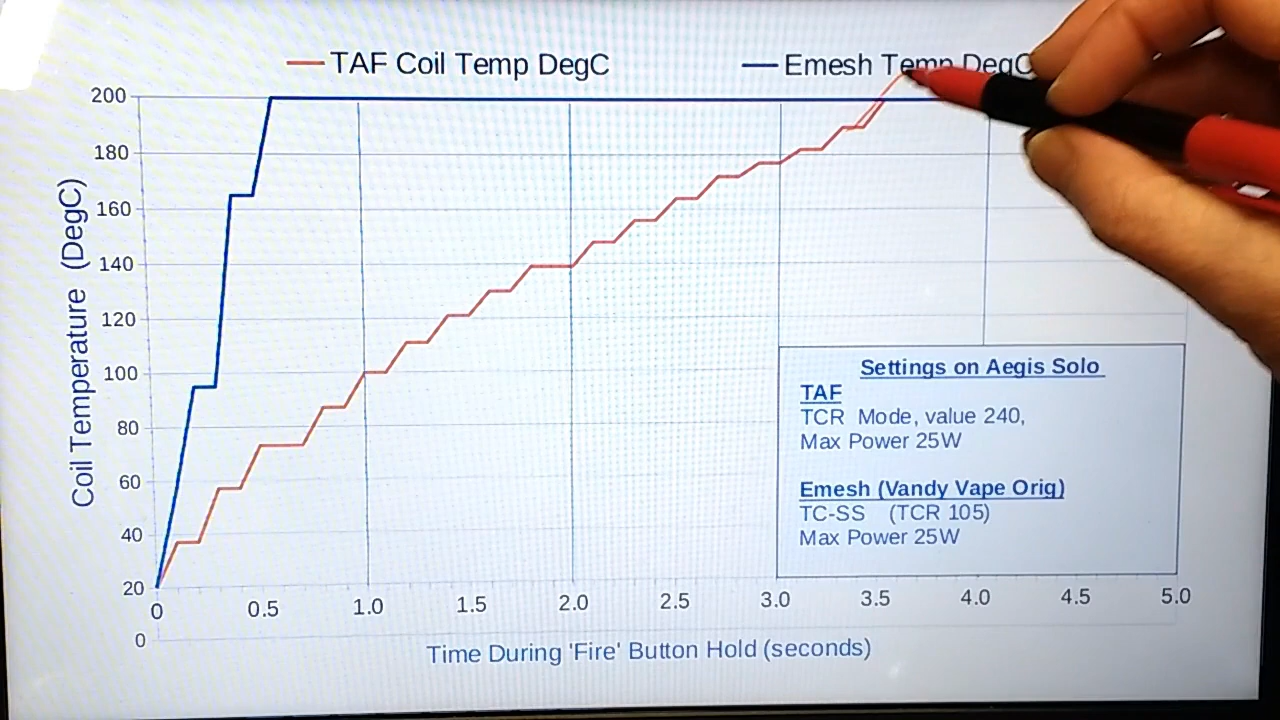 TAF Coil Temp DegC
Emesh Temp DegC
Coil Temperature (DegC)
200
180
160
140
120
100
80
60
40
20
0
0 0.5 1.0 1.5 2.0 2.5 3.0 3.5 4.0 4.5 5.0
Time During 'Fire' Button Hold (seconds)
Settings on Aegis Solo
TAF
TCR Mode, value 240,
Max Power 25W
Emesh (Vandy Vape Orig)
TC-SS (TCR 105)
Max Power 25W